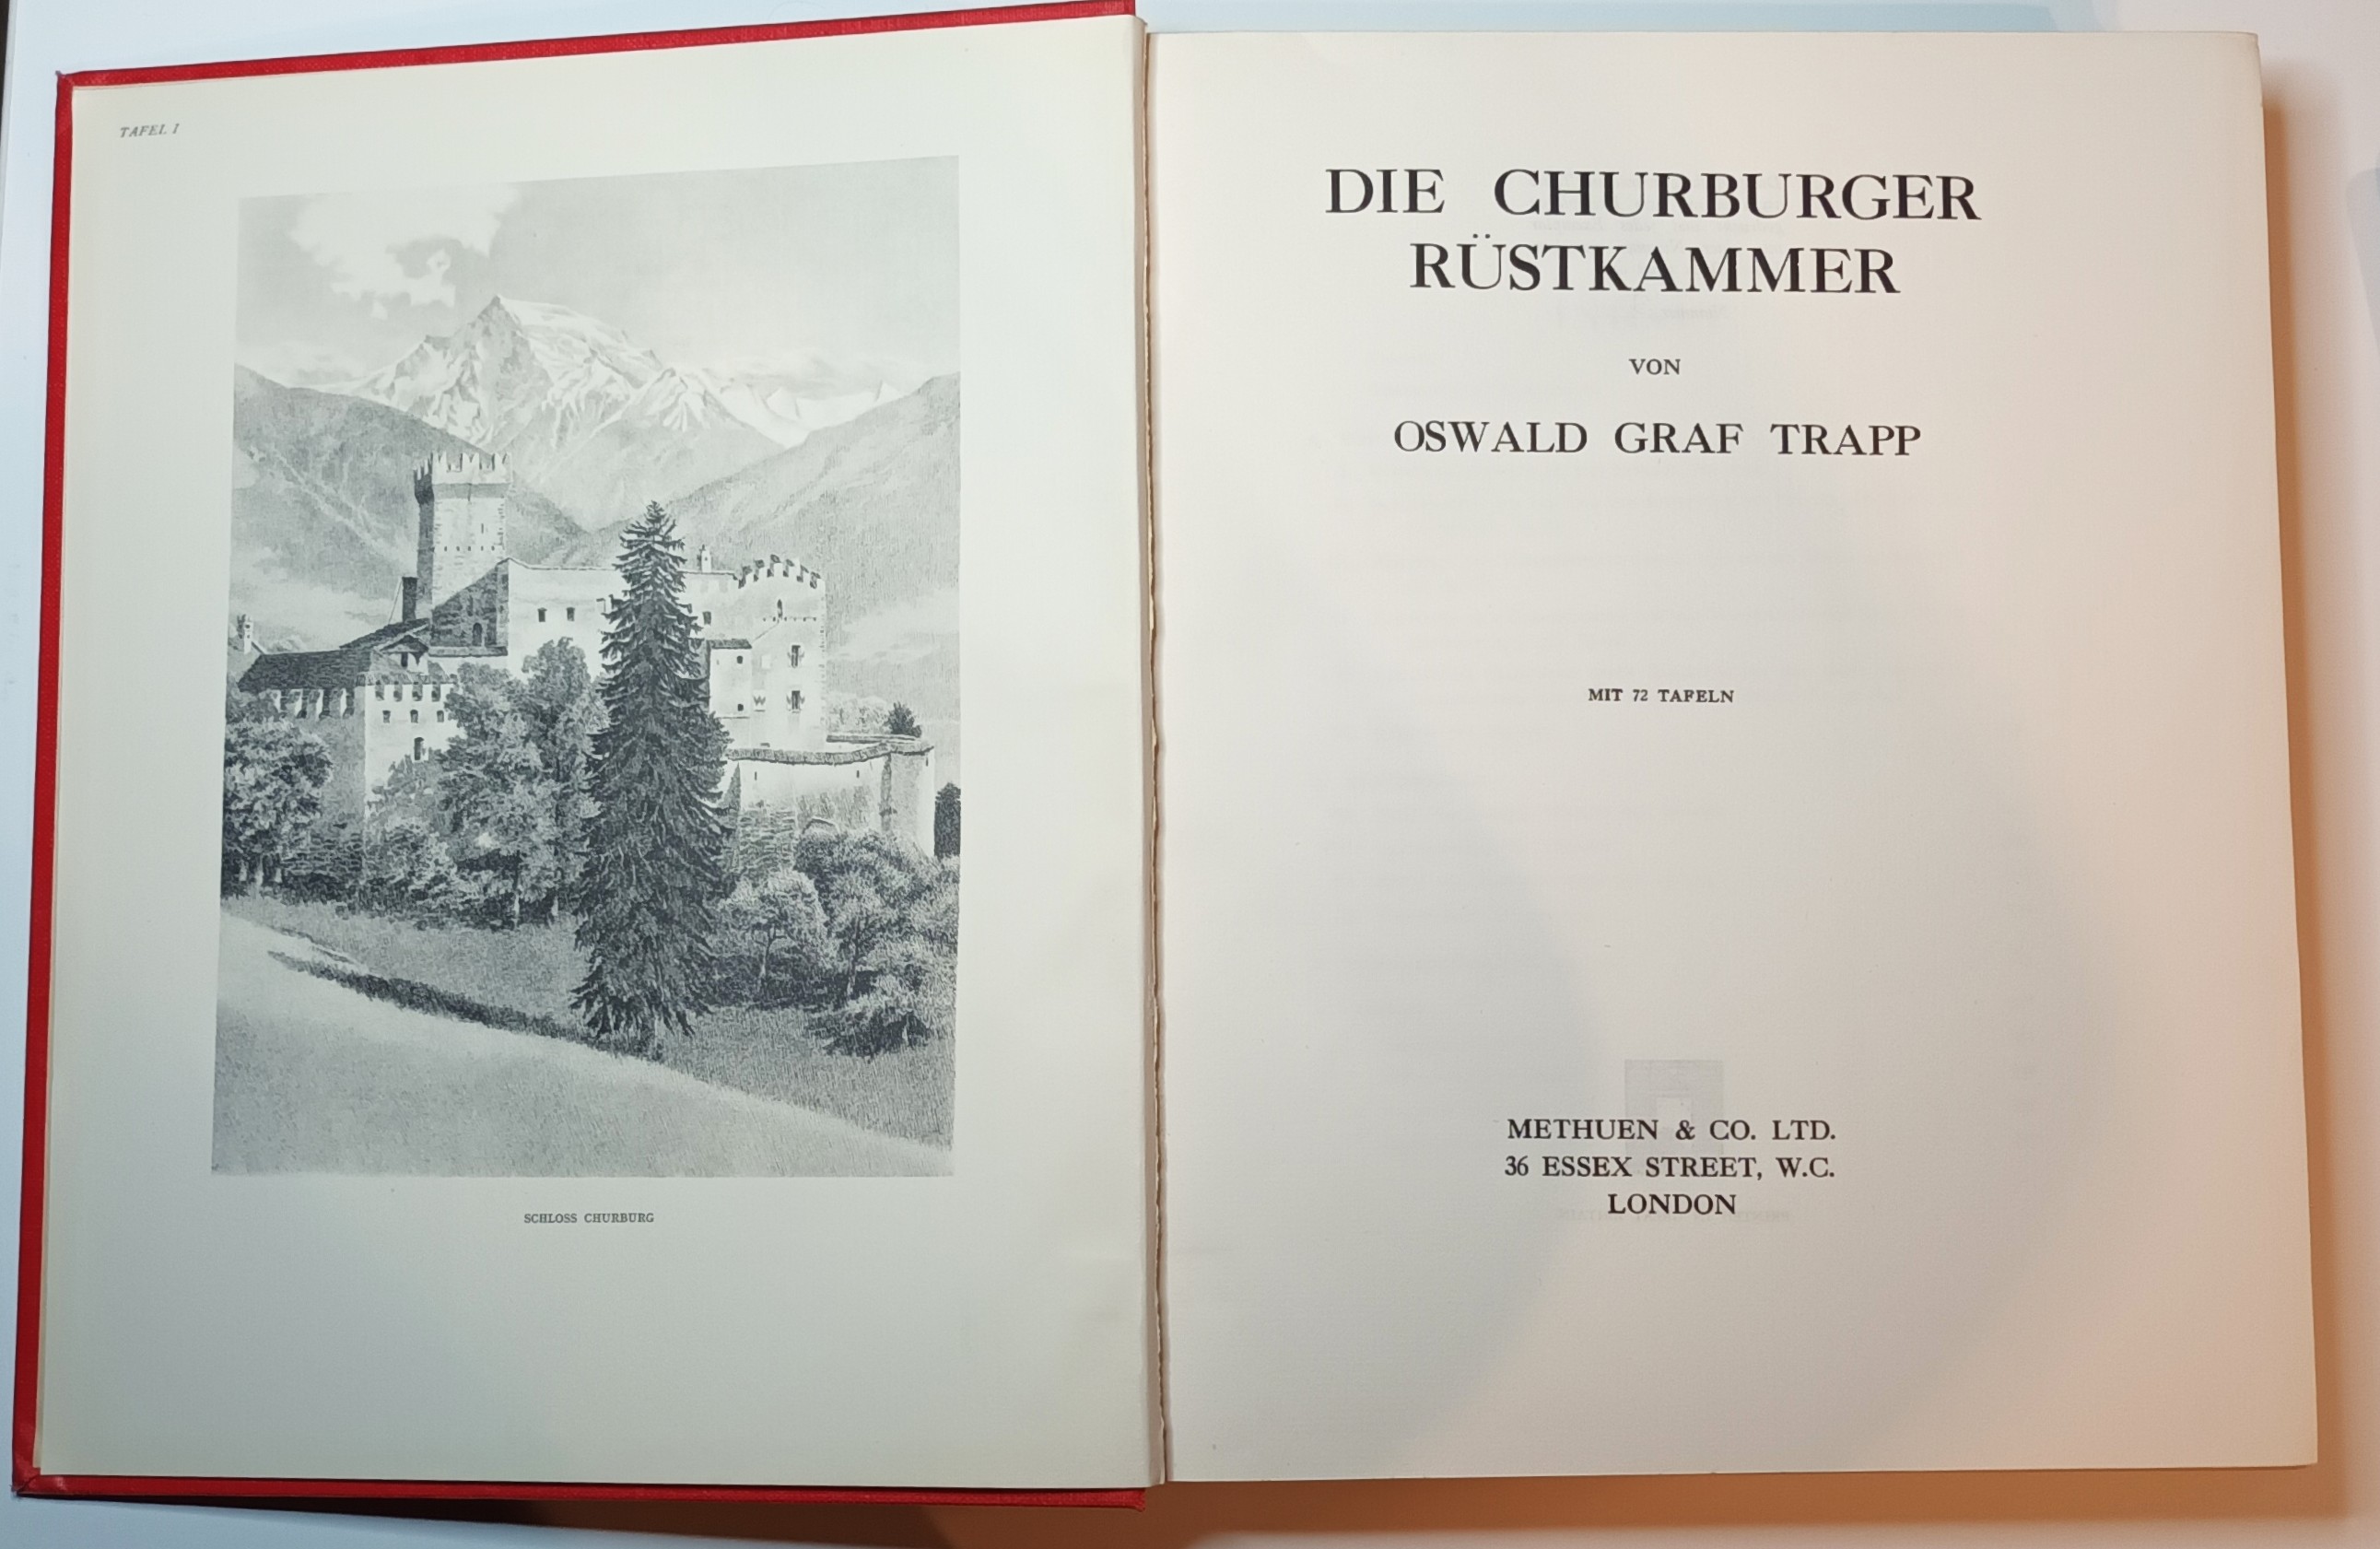 TAFEL I
SCHLOSS CHURBURG
DIE CHURBURGER
RÜSTKAMMER
VON
OSWALD GRAF TRAPP
MIT 72 TAFELN
METHUEN & CO. LTD.
36 ESSEX STREET, W.C.
LONDON